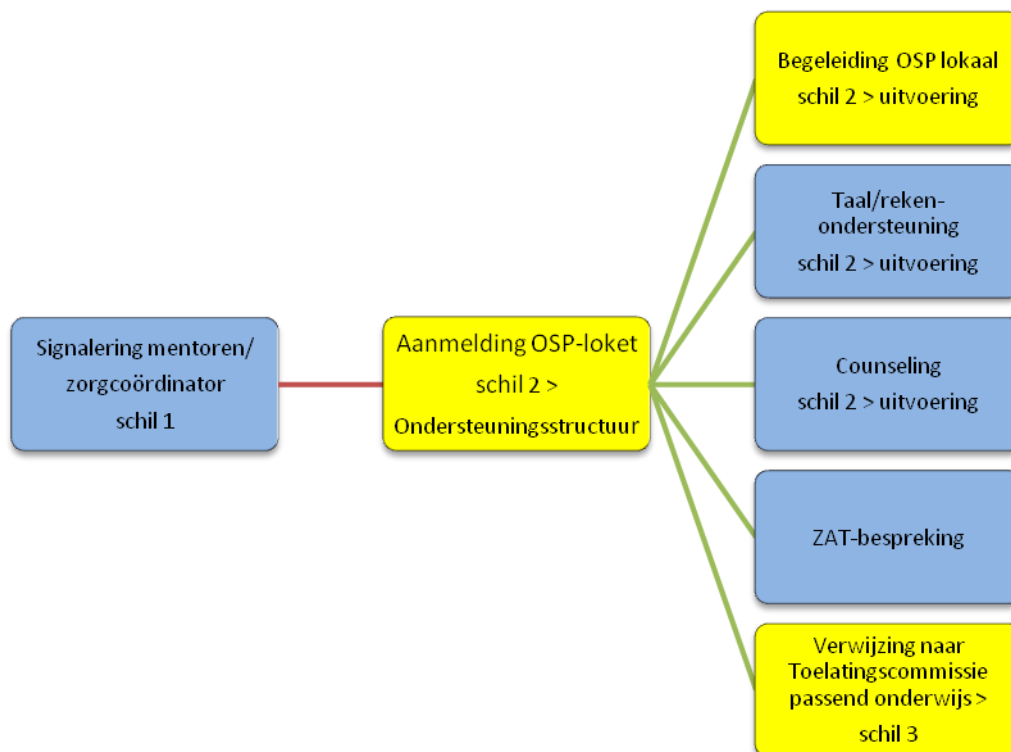 Signalering mentoren/
zorgcoördinator
schil 1
Aanmelding OSP-loket
schil 2 >
Ondersteuningsstructuur
Begeleiding OSP lokaal
schil 2 > uitvoering
Taal/reken-
ondersteuning
schil 2 > uitvoering
Counseling
schil 2 > uitvoering
ZAT-bespreking
Verwijzing naar
Toelatingscommissie
passend onderwijs >
schil 3